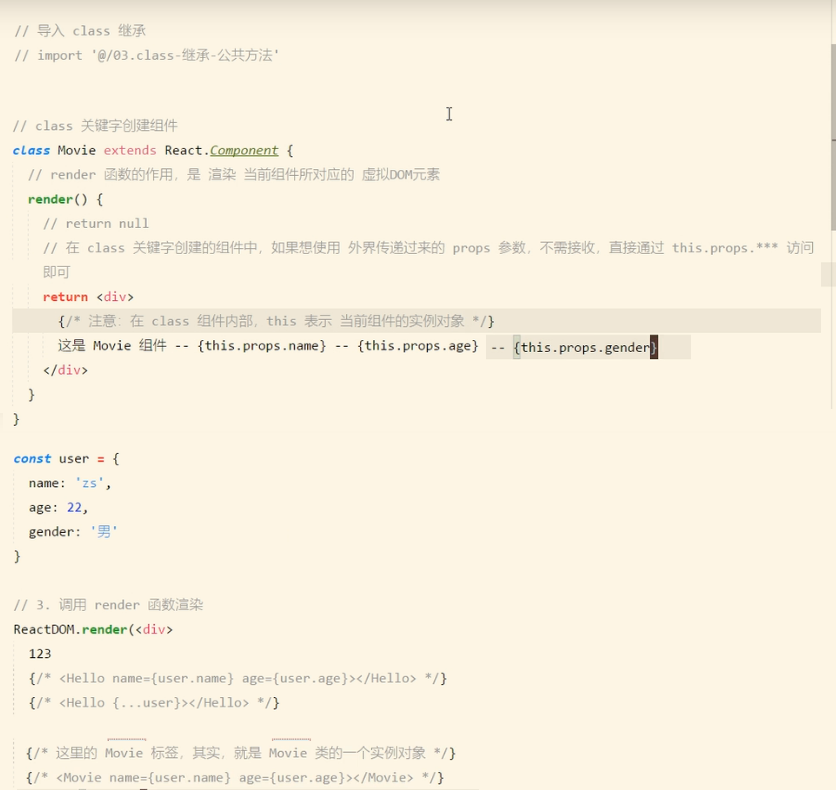 // 导入 class 继承
// import '@/03.class-继承-公共方法'
// class 关键字创建组件
class Movie extends React.Component {
// render 函数的作用，是 渲染 当前组件所对应的 虚拟DOM元素
render() {
// return null
// 在 class 关键字创建的组件中，如果想使用 外界传递过来的 props 参数，不需接收，直接通过 this.props.*** 访问
即可
return <div>
{/* 注意：在 class 组件内部，this 表示 当前组件的实例对象 */}
这是 Movie 组件 -- {this.props.name} -- {this.props.age} -- {this.props.gender}
</div>
}
}
const user = {
name: 'zs',
age: 22,
gender: '男'
}
// 3. 调用 render 函数渲染
ReactDOM.render(<div>
123
{/* <Hello name={user.name} age={user.age}></Hello> */}
{/* <Hello {...user}></Hello> */}
{/* 这里的 Movie 标签，其实，就是 Movie 类的一个实例对象 */}
{/* <Movie name={user.name} age={user.age}></Movie> */}